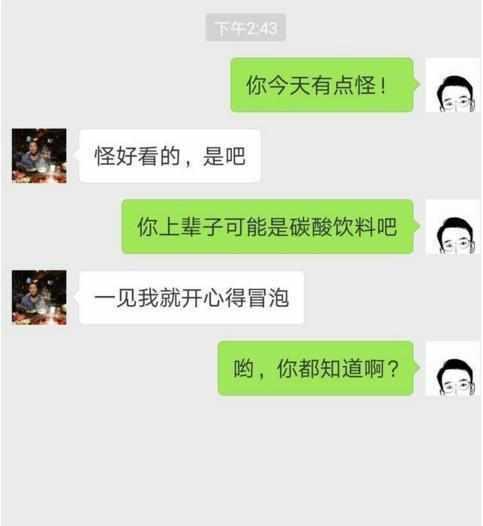 下午2:43
你今天有点怪！
怪好看的，是吧
你上辈子可能是碳酸饮料吧
一见我就开心得冒泡
哟，你都知道啊？